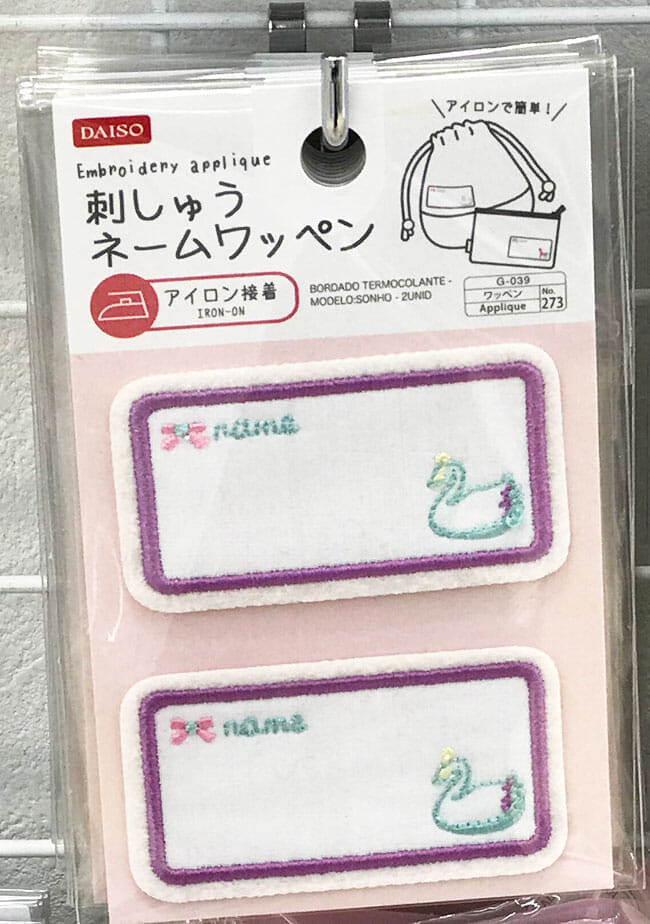 DAISO
Embroidery applique
刺しゅう
ネームワッペン
アイロン接着
IRON-ON
\アイロンで簡単!/
BORDADO TERMOCOLANTE -
MODELO:SONHO - 2UNID
G-039
ワッペン
Applique
No.
273
name
name